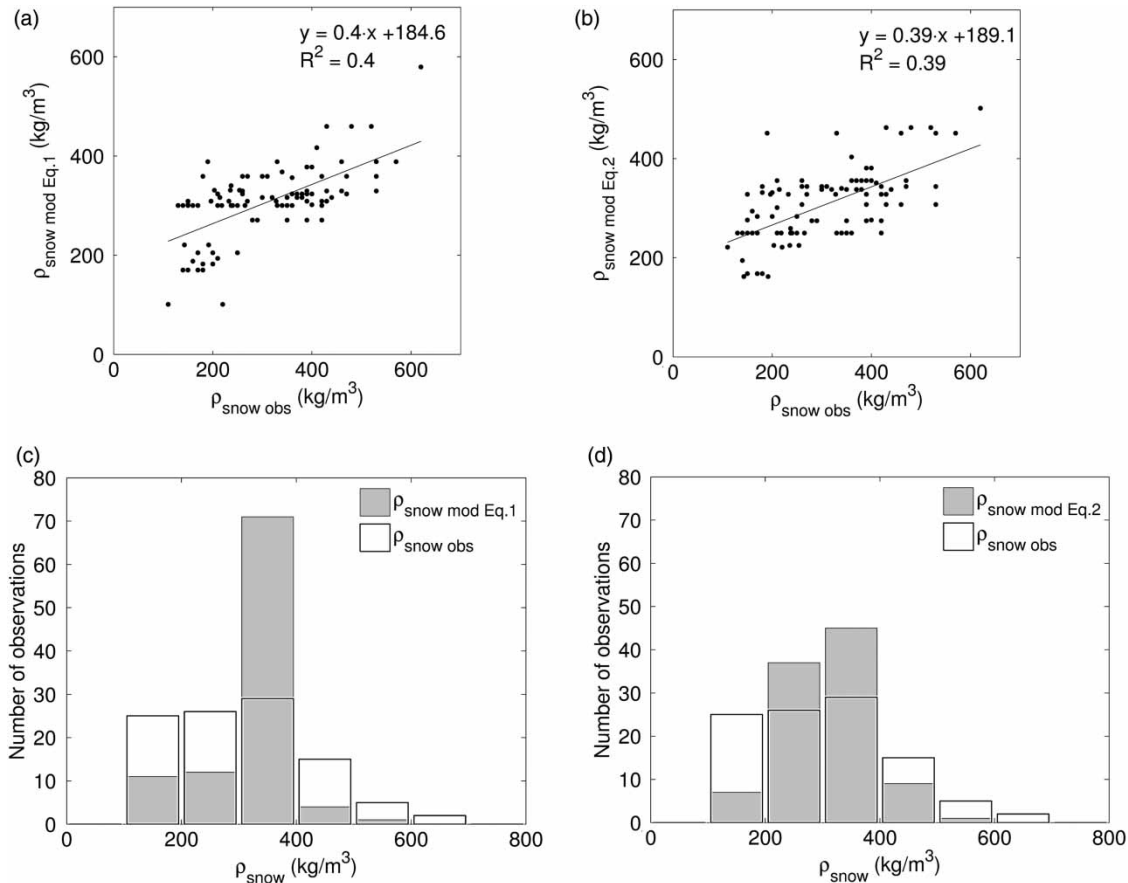 (a)
y = 0.4·x +184.6
R² = 0.4
600
400
200
0
ρsnow mod Eq.1 (kg/m³)
0 200 400 600
ρsnow obs (kg/m³)
(b)
y = 0.39·x +189.1
R² = 0.39
600
400
200
0
ρsnow mod Eq.2 (kg/m³)
0 200 400 600
ρsnow obs (kg/m³)
(c)
80
70
60
50
40
30
20
10
0
Number of observations
ρsnow mod Eq.1
ρsnow obs
0 200 400 600 800
ρsnow (kg/m³)
(d)
80
70
60
50
40
30
20
10
0
Number of observations
ρsnow mod Eq.2
ρsnow obs
0 200 400 600 800
ρsnow (kg/m³)